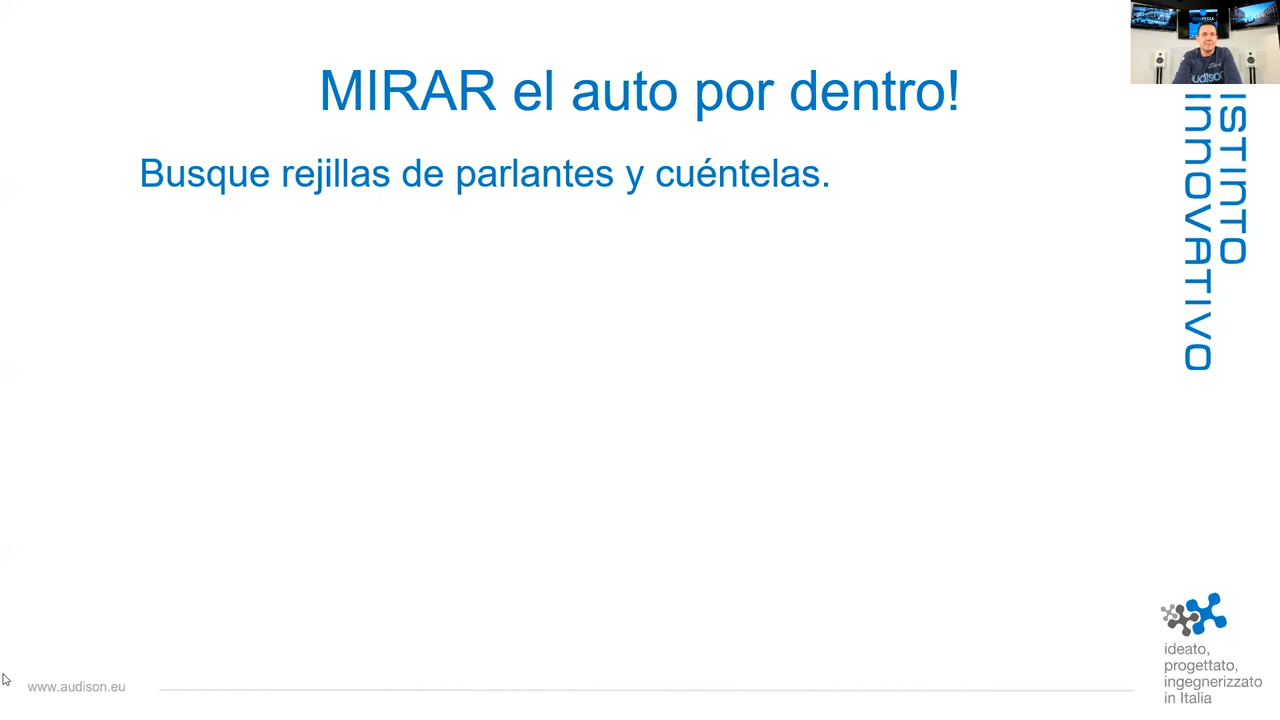 MIRAR el auto por dentro!
Busque rejillas de parlantes y cuéntelas.
ISTINTO
INNOVATIVO
ideato,
progettato,
ingegnerizzato
in Italia
www.audison.eu